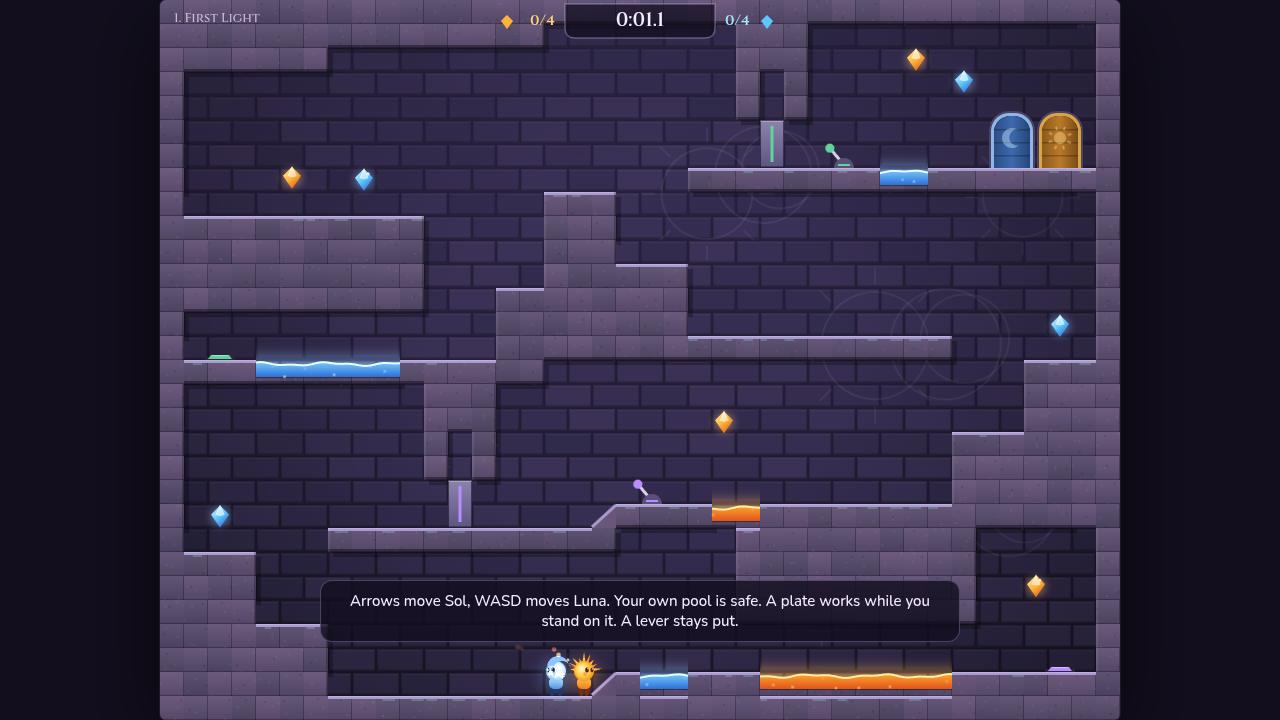 1. First Light
0/4
0:01.1
0/4
Arrows move Sol, WASD moves Luna. Your own pool is safe. A plate works while you
stand on it. A lever stays put.